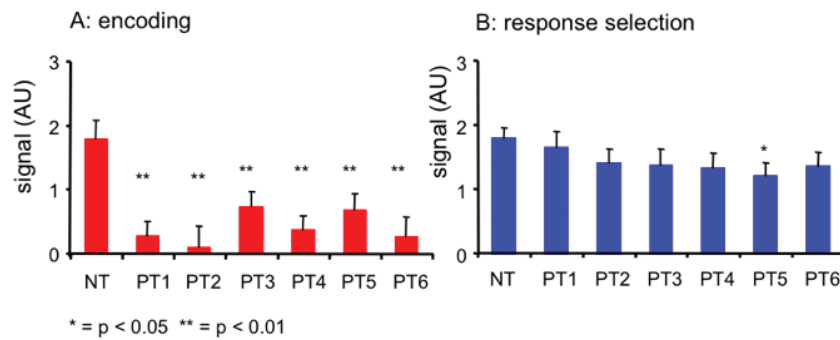 A: encoding
B: response selection
signal (AU)
3
2
1
0
** ** ** ** ** **
NT PT1 PT2 PT3 PT4 PT5 PT6
signal (AU)
3
2
1
0
*
NT PT1 PT2 PT3 PT4 PT5 PT6
* = p < 0.05 ** = p < 0.01